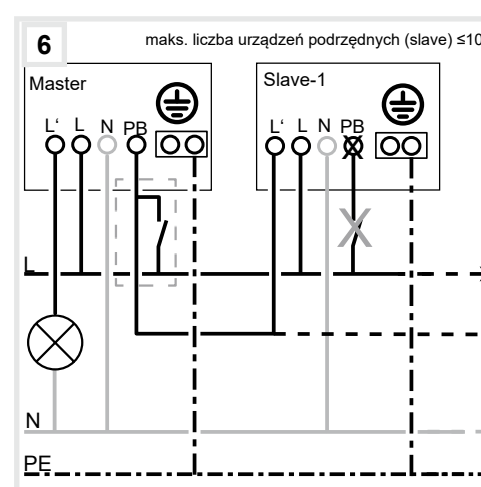 6
maks. liczba urządzeń podrzędnych (slave) ≤10
Master
Slave-1
L' L N PB
L' L N PB
X
X
L
N
PE